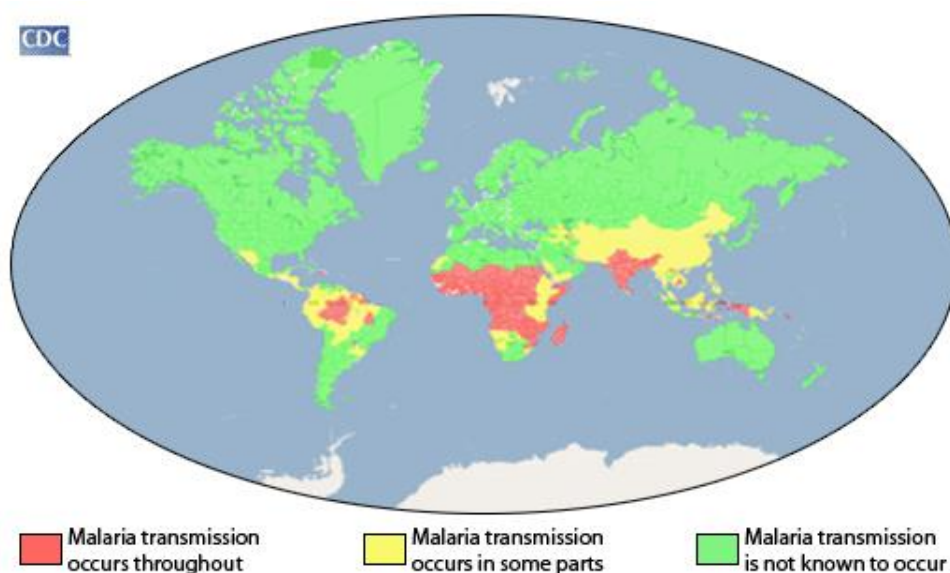 CDC
Malaria transmission
occurs throughout
Malaria transmission
occurs in some parts
Malaria transmission
is not known to occur